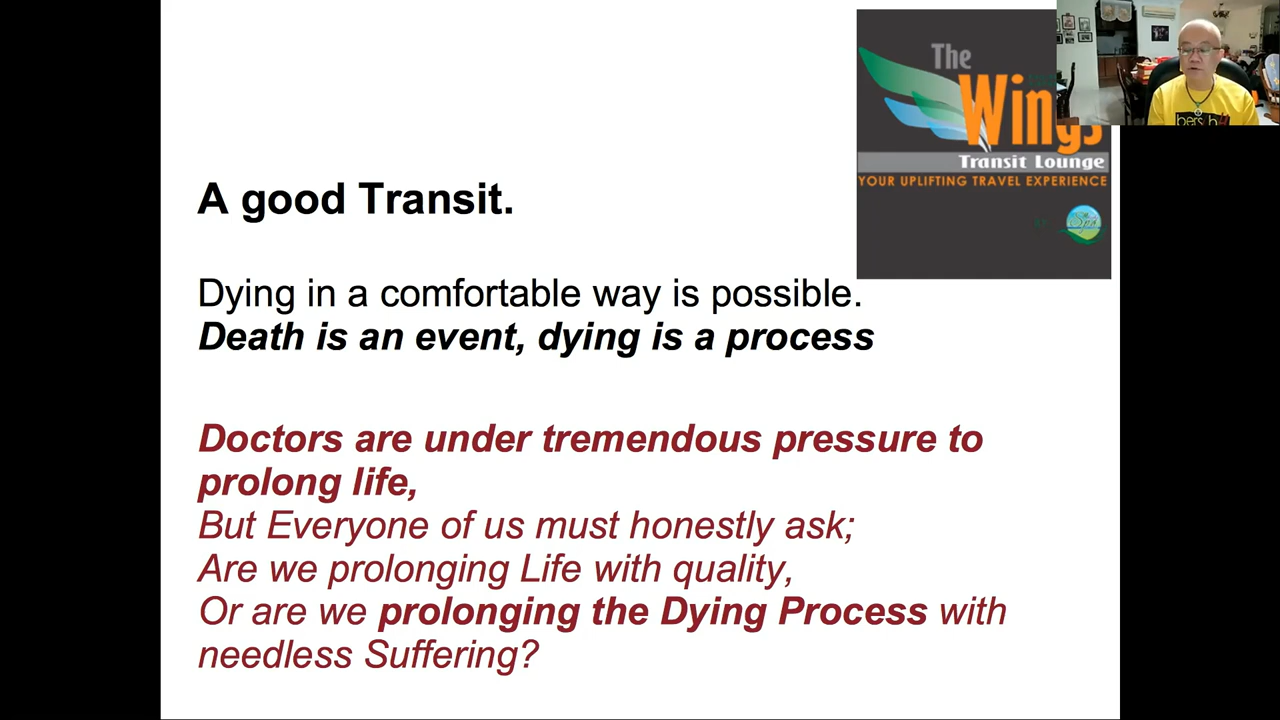 The
Wings
Transit Lounge
YOUR UPLIFTING TRAVEL EXPERIENCE
Spa
A good Transit.
Dying in a comfortable way is possible.
Death is an event, dying is a process
Doctors are under tremendous pressure to
prolong life,
But Everyone of us must honestly ask;
Are we prolonging Life with quality,
Or are we prolonging the Dying Process with
needless Suffering?